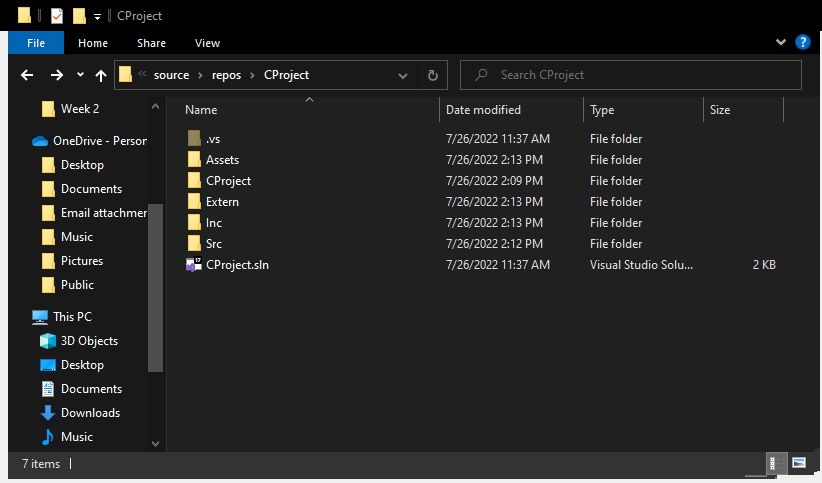 CProject
File Home Share View
source repos CProject Search CProject
Name Date modified Type Size
Week 2
OneDrive - Person
Desktop
Documents
Email attachmen
Music
Pictures
Public
This PC
3D Objects
Desktop
Documents
Downloads
Music
.vs 7/26/2022 11:37 AM File folder
Assets 7/26/2022 2:13 PM File folder
CProject 7/26/2022 2:09 PM File folder
Extern 7/26/2022 2:13 PM File folder
Inc 7/26/2022 2:13 PM File folder
Src 7/26/2022 2:12 PM File folder
CProject.sln 7/26/2022 11:37 AM Visual Studio Solu... 2 KB
7 items